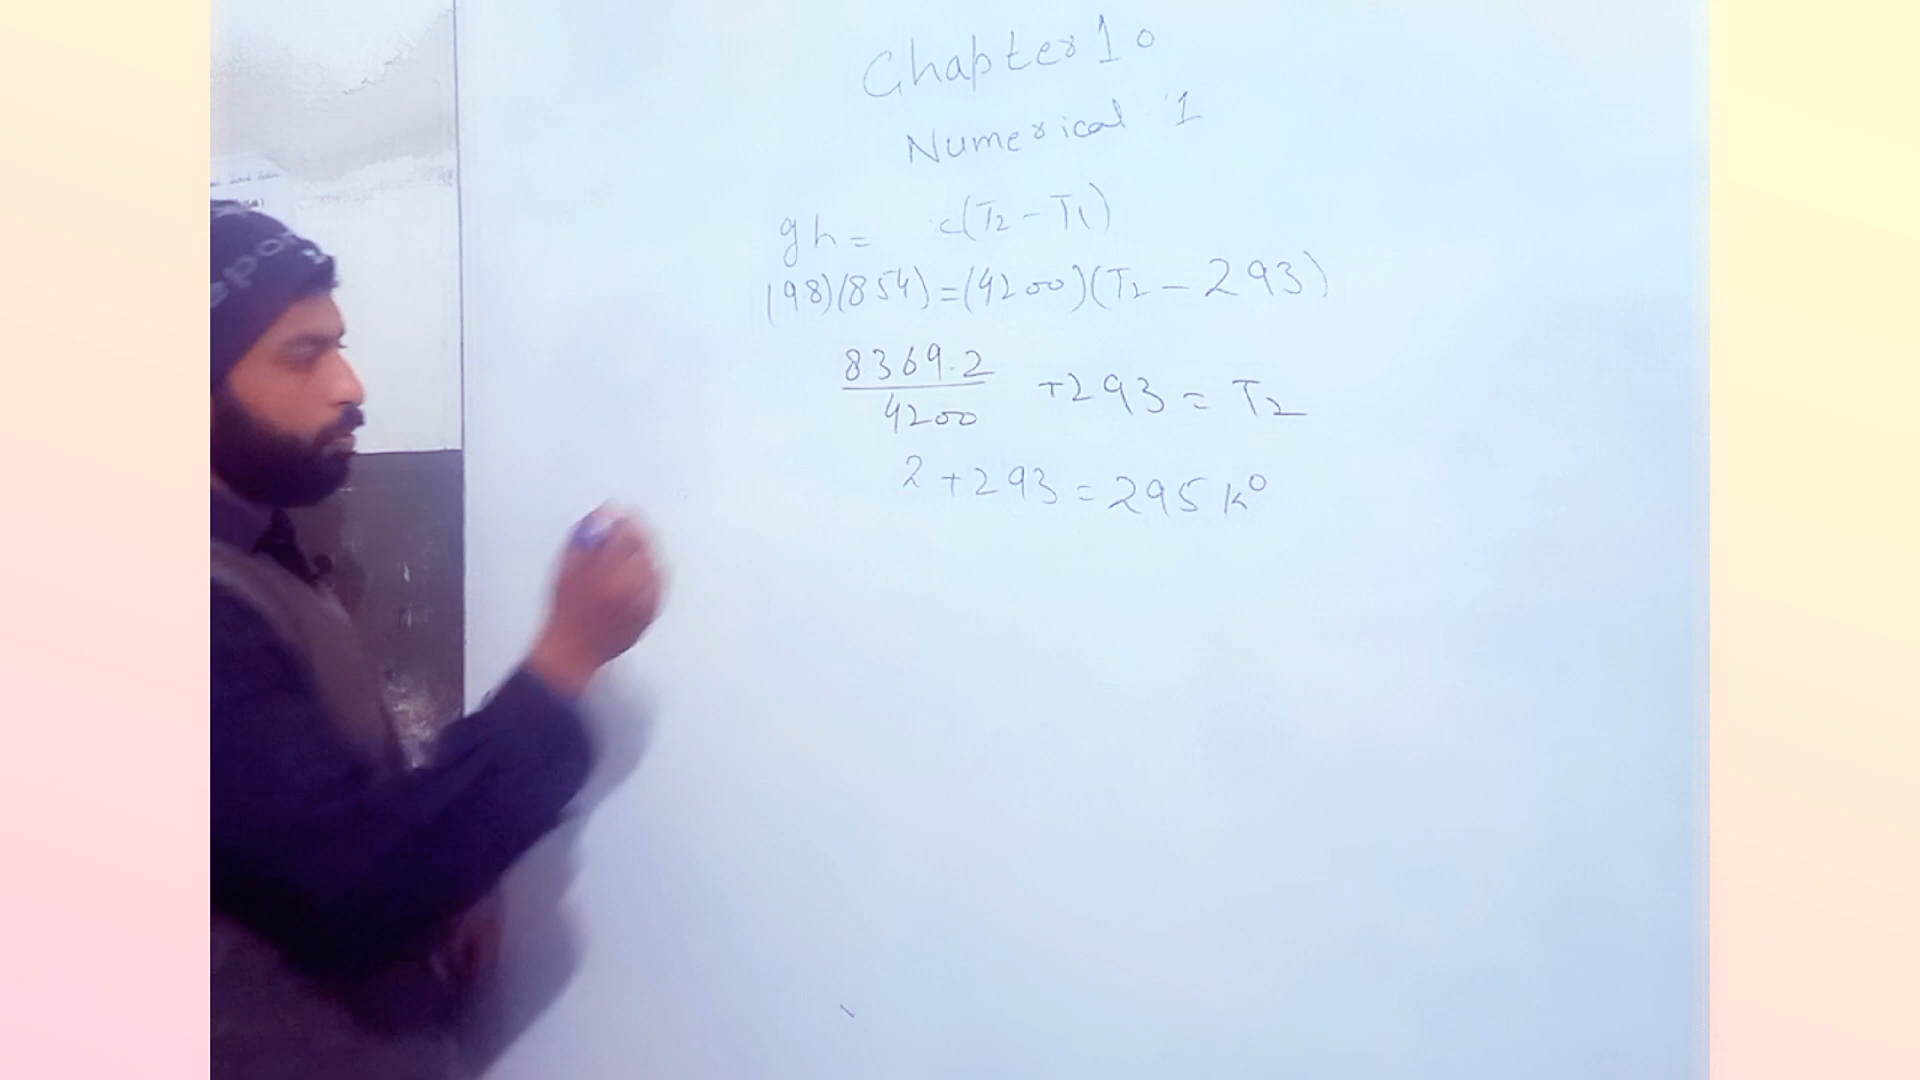 Chapter 10
Numerical 1
gh = c(T2 - T1)
(9.8)(854) = (4200)(T2 - 293)
8369.2
4200
+293 = T2
2 + 293 = 295 K°